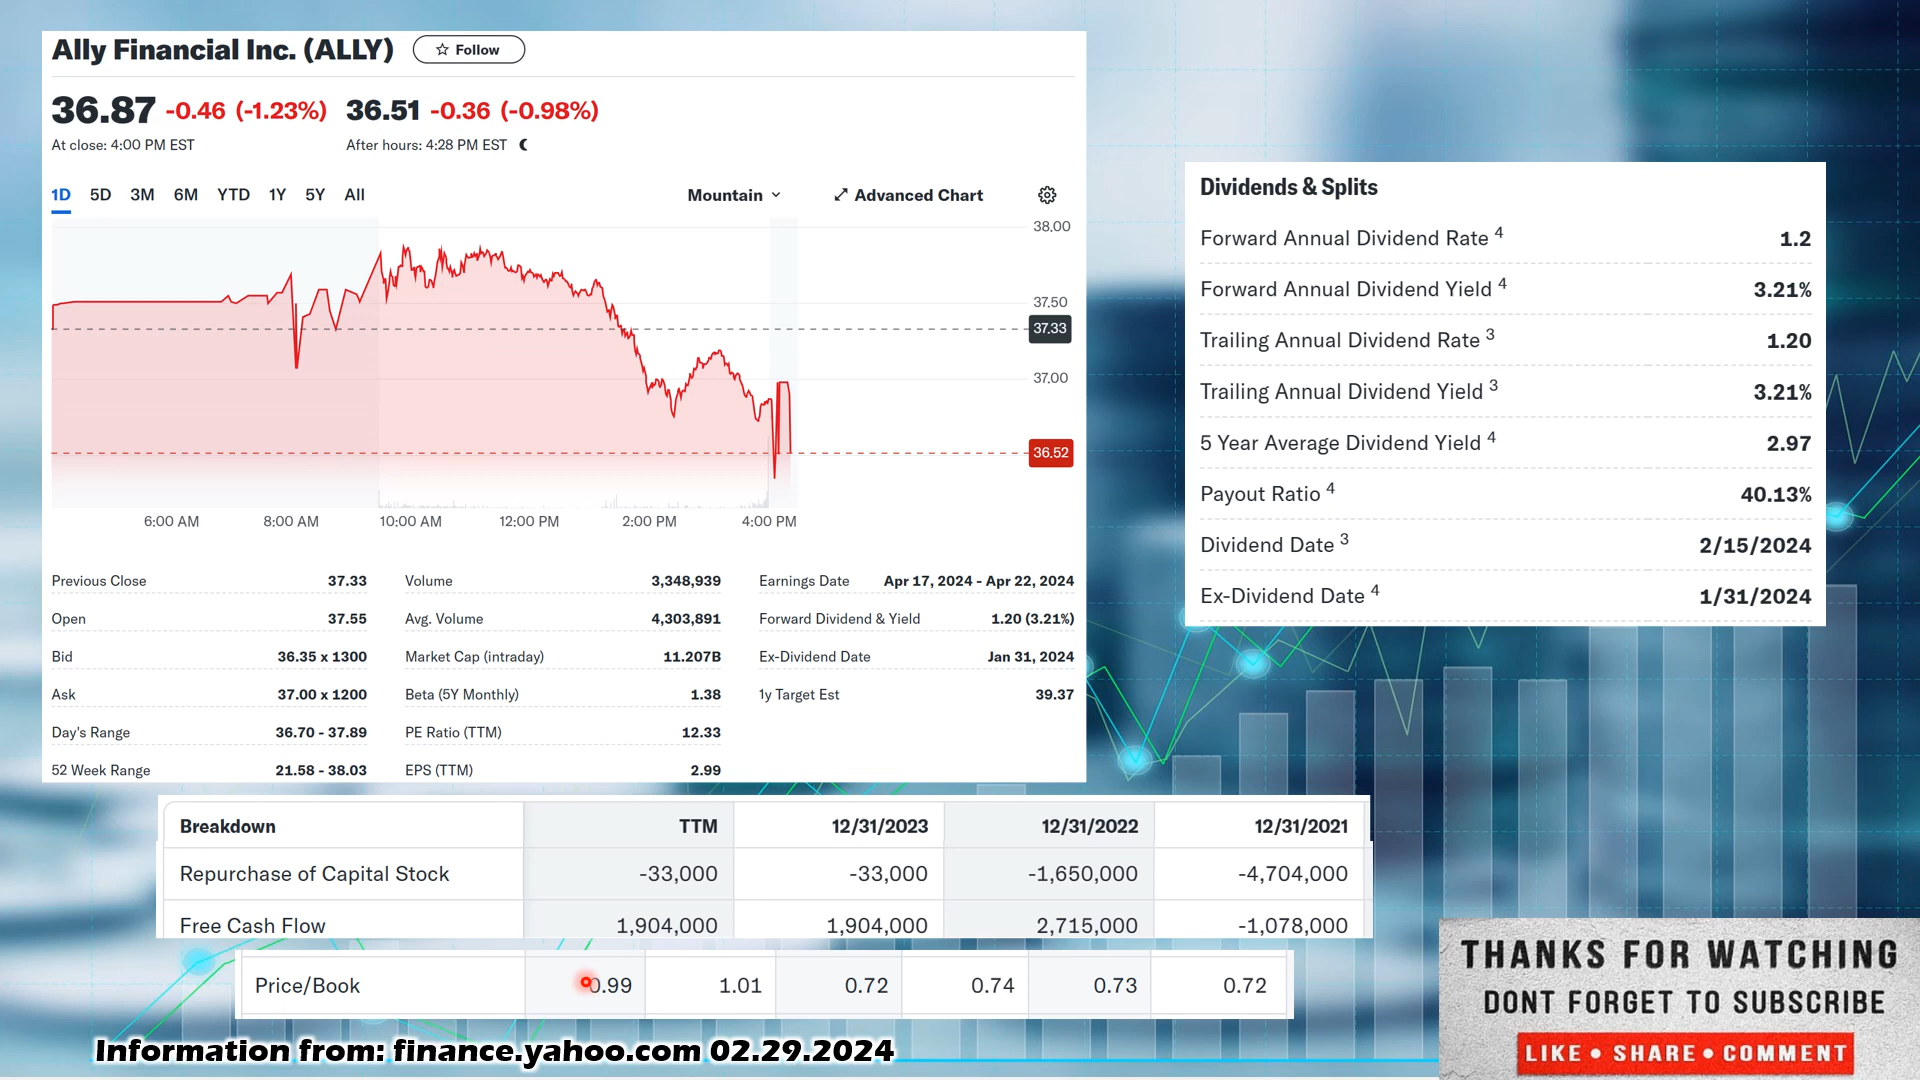 Ally Financial Inc. (ALLY) Follow
36.87 -0.46 (-1.23%) 36.51 -0.36 (-0.98%)
At close: 4:00 PM EST After hours: 4:28 PM EST
1D 5D 3M 6M YTD 1Y 5Y All Mountain Advanced Chart
38.00
37.50
37.33
37.00
36.52
6:00 AM 8:00 AM 10:00 AM 12:00 PM 2:00 PM 4:00 PM
Previous Close 37.33 Volume 3,348,939 Earnings Date Apr 17, 2024 - Apr 22, 2024
Open 37.55 Avg. Volume 4,303,891 Forward Dividend & Yield 1.20 (3.21%)
Bid 36.35 x 1300 Market Cap (intraday) 11.207B Ex-Dividend Date Jan 31, 2024
Ask 37.00 x 1200 Beta (5Y Monthly) 1.38 1y Target Est 39.37
Day's Range 36.70 - 37.89 PE Ratio (TTM) 12.33
52 Week Range 21.58 - 38.03 EPS (TTM) 2.99
Dividends & Splits
Forward Annual Dividend Rate 4 1.2
Forward Annual Dividend Yield 4 3.21%
Trailing Annual Dividend Rate 3 1.20
Trailing Annual Dividend Yield 3 3.21%
5 Year Average Dividend Yield 4 2.97
Payout Ratio 4 40.13%
Dividend Date 3 2/15/2024
Ex-Dividend Date 4 1/31/2024
Breakdown TTM 12/31/2023 12/31/2022 12/31/2021
Repurchase of Capital Stock -33,000 -33,000 -1,650,000 -4,704,000
Free Cash Flow 1,904,000 1,904,000 2,715,000 -1,078,000
Price/Book 0.99 1.01 0.72 0.74 0.73 0.72
Information from: finance.yahoo.com 02.29.2024
THANKS FOR WATCHING
DONT FORGET TO SUBSCRIBE
LIKE • SHARE • COMMENT